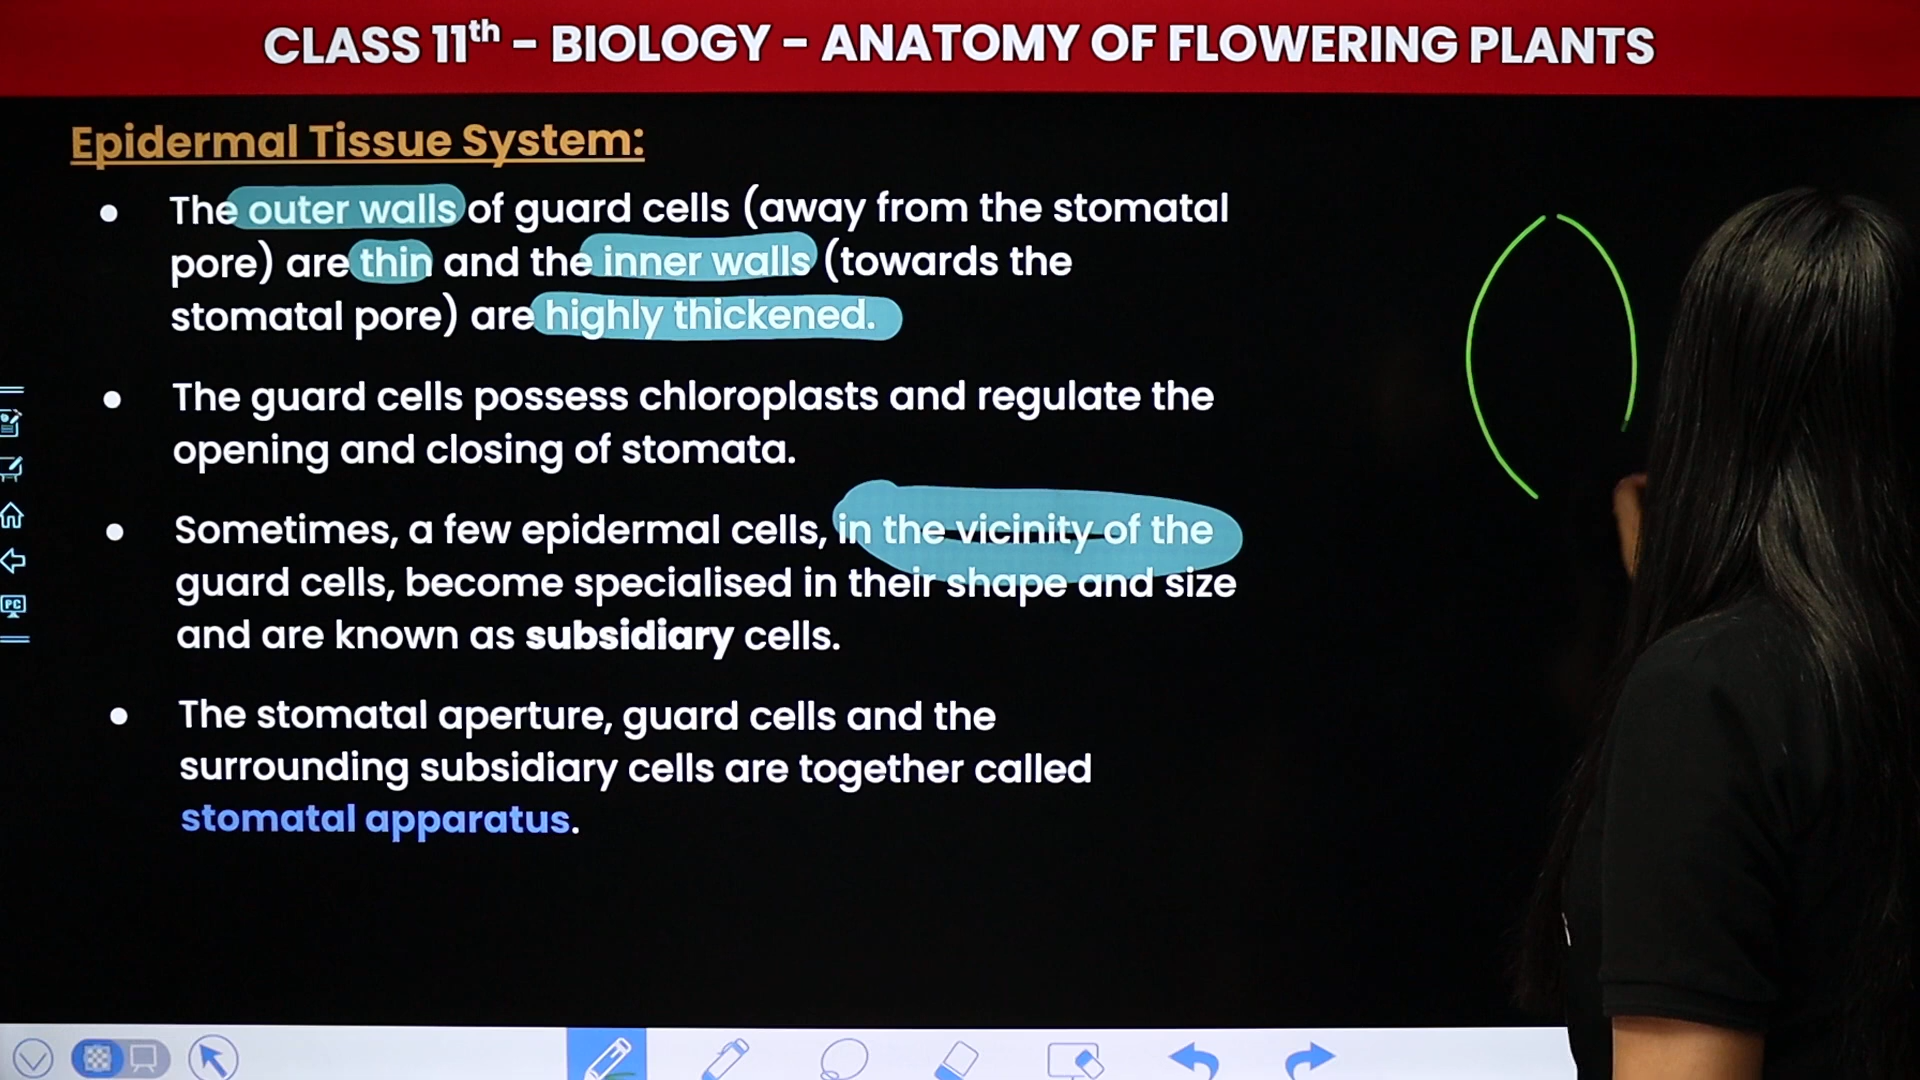 CLASS 11th - BIOLOGY - ANATOMY OF FLOWERING PLANTS
Epidermal Tissue System:
● The outer walls of guard cells (away from the stomatal
pore) are thin and the inner walls (towards the
stomatal pore) are highly thickened.
● The guard cells possess chloroplasts and regulate the
opening and closing of stomata.
● Sometimes, a few epidermal cells, in the vicinity of the
guard cells, become specialised in their shape and size
and are known as subsidiary cells.
● The stomatal aperture, guard cells and the
surrounding subsidiary cells are together called
stomatal apparatus.
PC